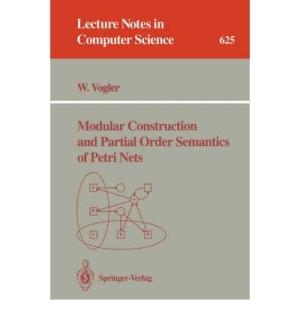 Lecture Notes in
Computer Science 625
W. Vogler
Modular Construction
and Partial Order Semantics
of Petri Nets
Springer-Verlag